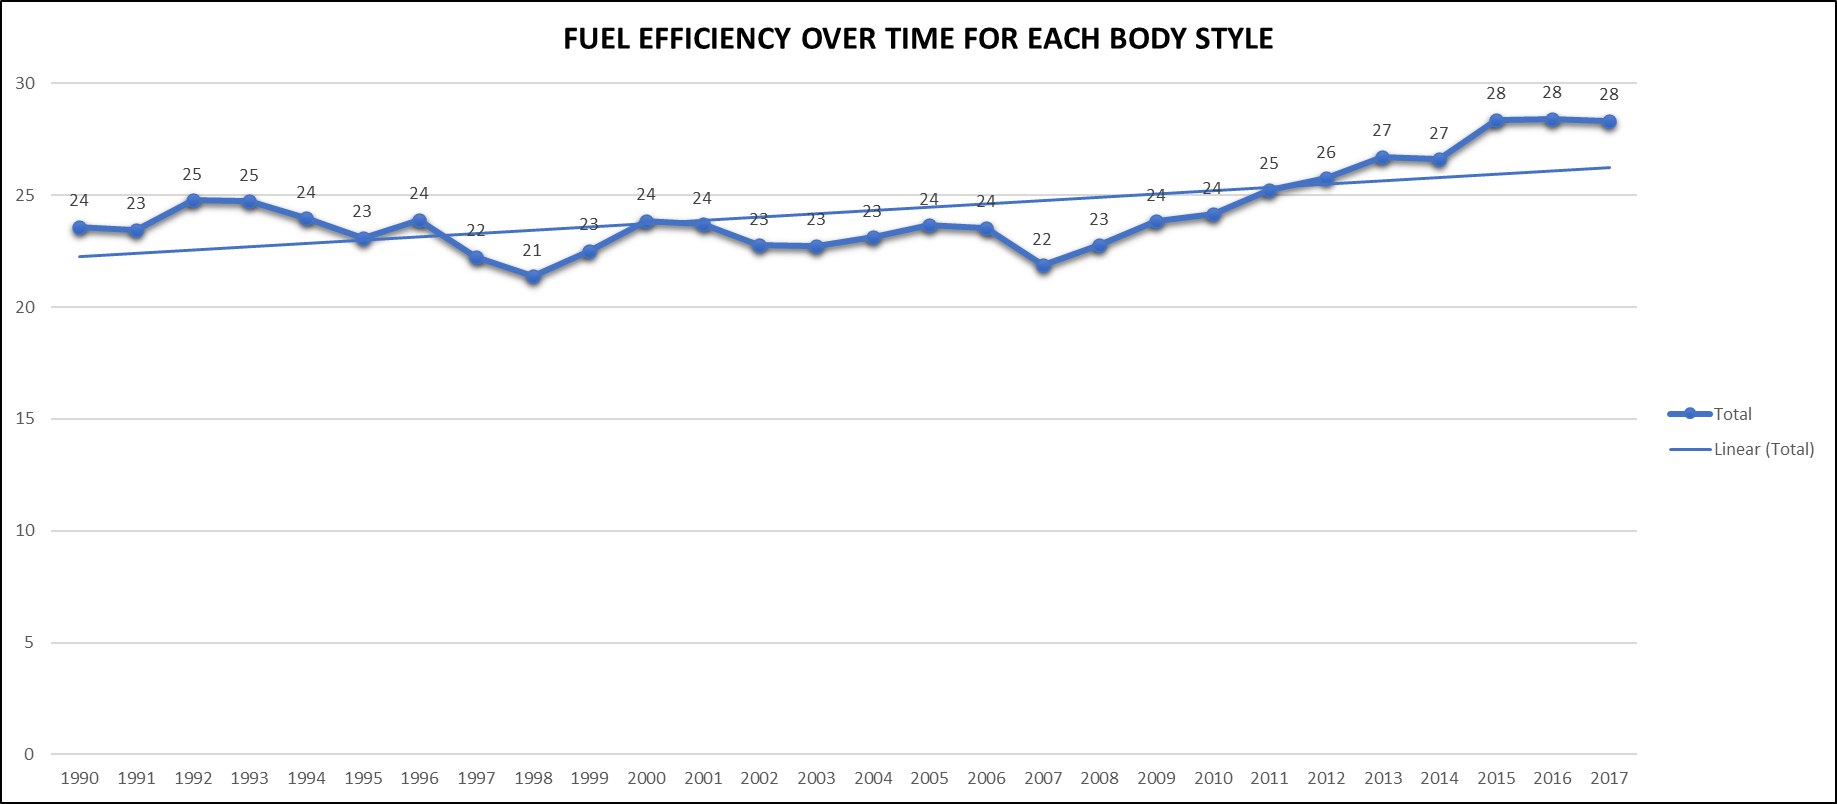 FUEL EFFICIENCY OVER TIME FOR EACH BODY STYLE
30
25
20
15
10
5
0
24 23 25 25 24 23 24 22 21 23 24 24 23 23 23 24 24 22 23 24 24 25 26 27 27 28 28 28
1990 1991 1992 1993 1994 1995 1996 1997 1998 1999 2000 2001 2002 2003 2004 2005 2006 2007 2008 2009 2010 2011 2012 2013 2014 2015 2016 2017
Total
Linear (Total)